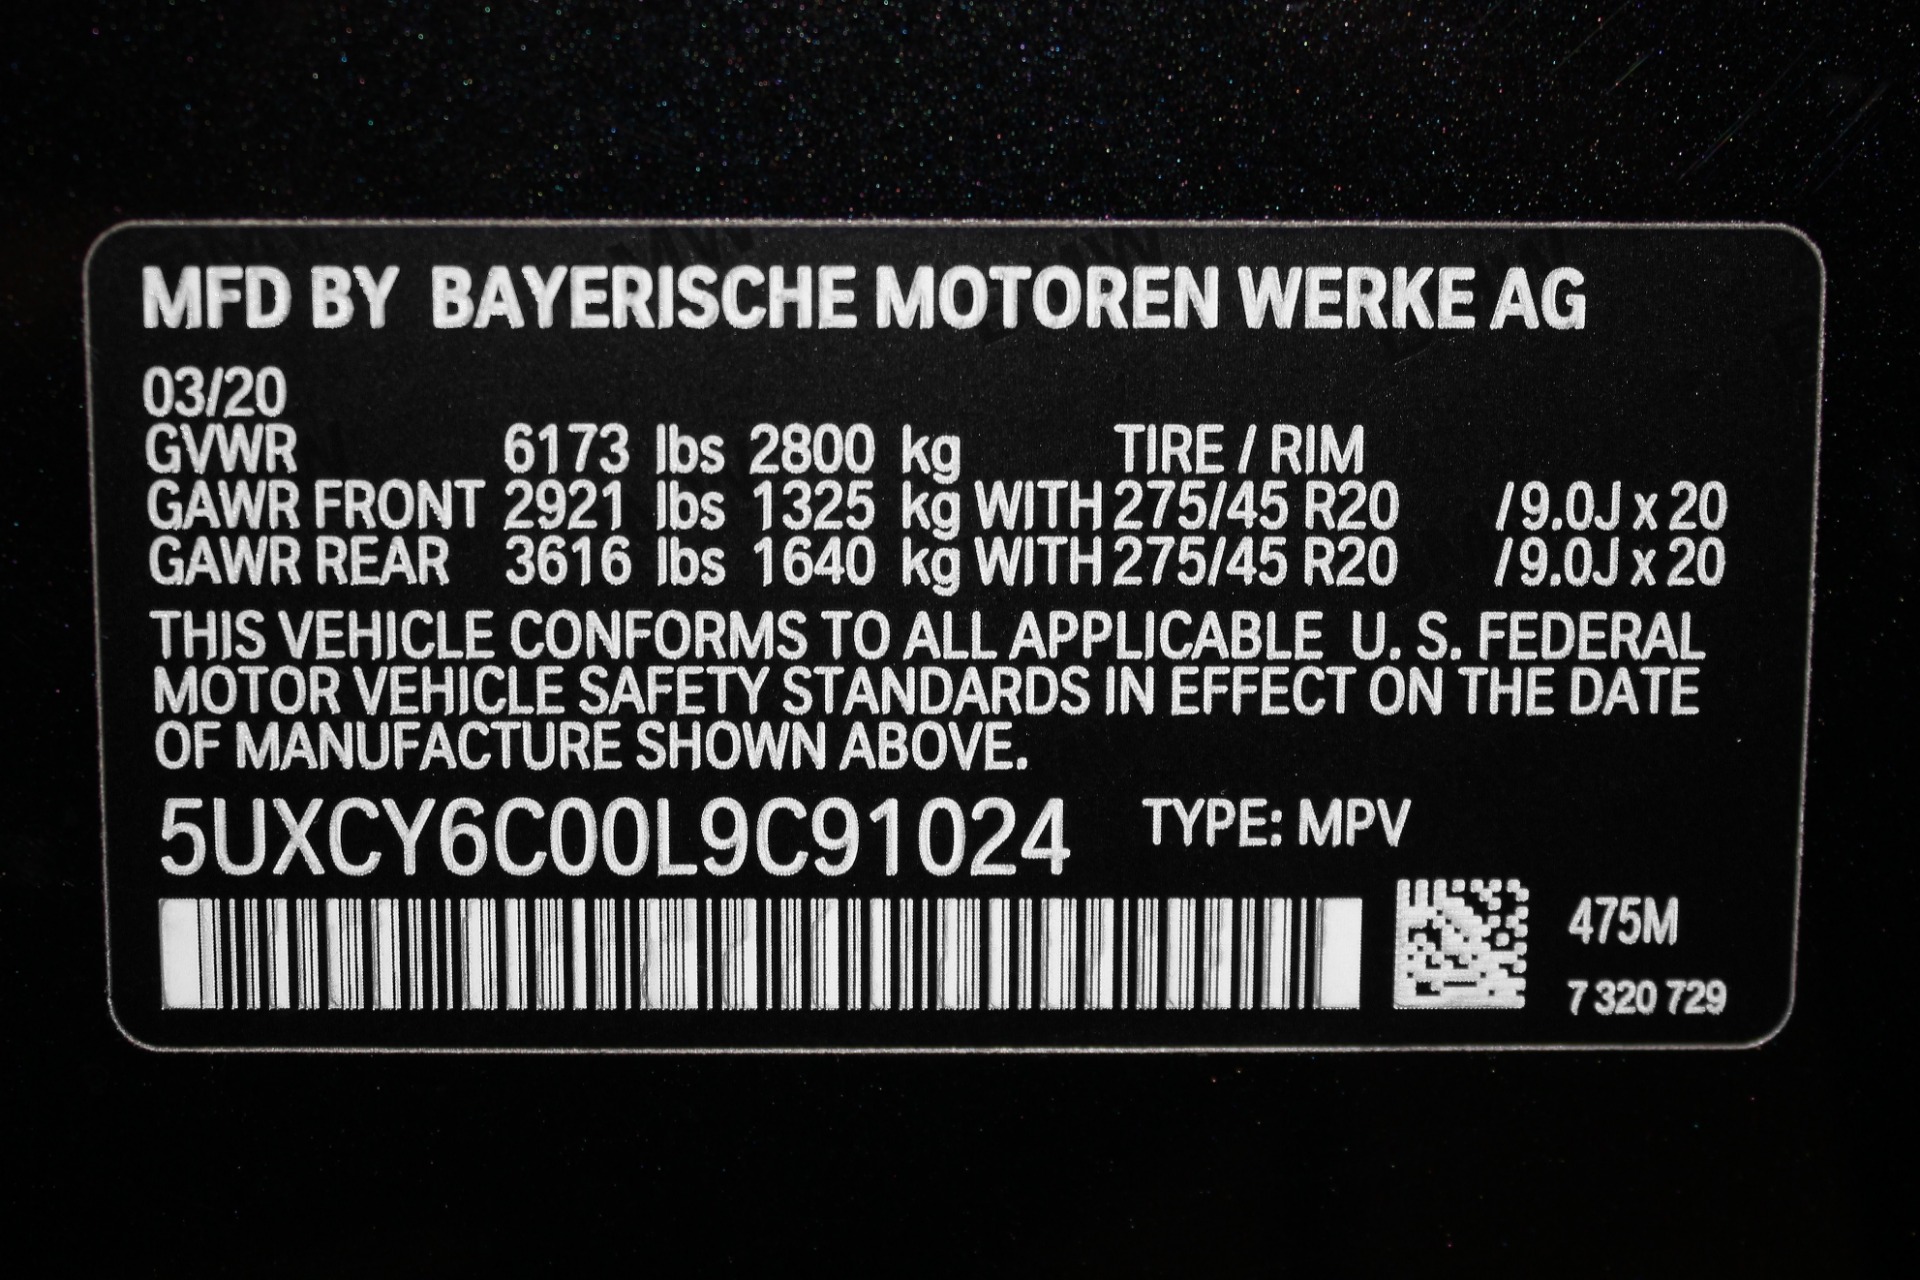 MFD BY BAYERISCHE MOTOREN WERKE AG
03/20
GVWR 6173 lbs 2800 kg TIRE / RIM
GAWR FRONT 2921 lbs 1325 kg WITH 275/45 R20 / 9.0J x 20
GAWR REAR 3616 lbs 1640 kg WITH 275/45 R20 / 9.0J x 20
THIS VEHICLE CONFORMS TO ALL APPLICABLE U. S. FEDERAL
MOTOR VEHICLE SAFETY STANDARDS IN EFFECT ON THE DATE
OF MANUFACTURE SHOWN ABOVE.
5UXCY6C00L9C91024 TYPE: MPV
475M
7 320 729